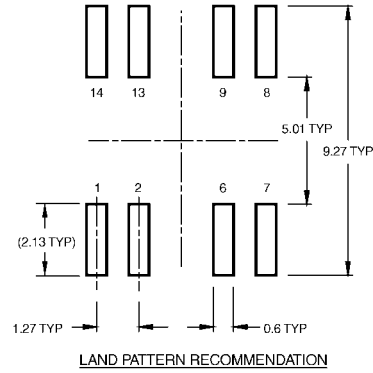 14 13 9 8
5.01 TYP
9.27 TYP
1 2 6 7
(2.13 TYP)
1.27 TYP
0.6 TYP
LAND PATTERN RECOMMENDATION